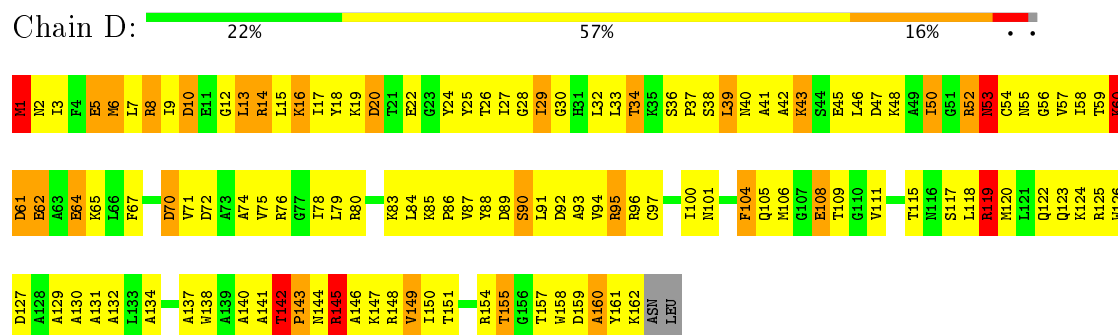 Chain D:
22% 57% 16% . .
M1 N2 I3 F4 E5 M6 L7 R8 I9 D10 E11 G12 L13 R14 L15 K16 I17 Y18 K19 D20 T21 E22 G23 Y24 Y25 T26 I27 G28 I29 G30 H31 L32 L33 T34 K35 S36 P37 S38 L39 N40 A41 A42 K43 S44 E45 L46 D47 K48 A49 I50 G51 R52 N53 C54 N55 G56 V57 I58 T59 K60
D61 E62 A63 E64 K65 L66 F67 D70 V71 D72 A73 A74 V75 R76 G77 I78 L79 R80 K83 L84 K85 P86 V87 Y88 D89 S90 L91 D92 A93 V94 R95 R96 C97 I100 N101 F104 Q105 M106 G107 E108 T109 G110 V111 T115 N116 S117 L118 R119 M120 L121 Q122 Q123 K124 R125 W126
D127 A128 A129 A130 A131 A132 L133 A134 A137 W138 A139 A140 A141 T142 P143 N144 R145 A146 K147 R148 V149 I150 T151 R154 T155 G156 T157 W158 D159 A160 Y161 K162 ASN LEU